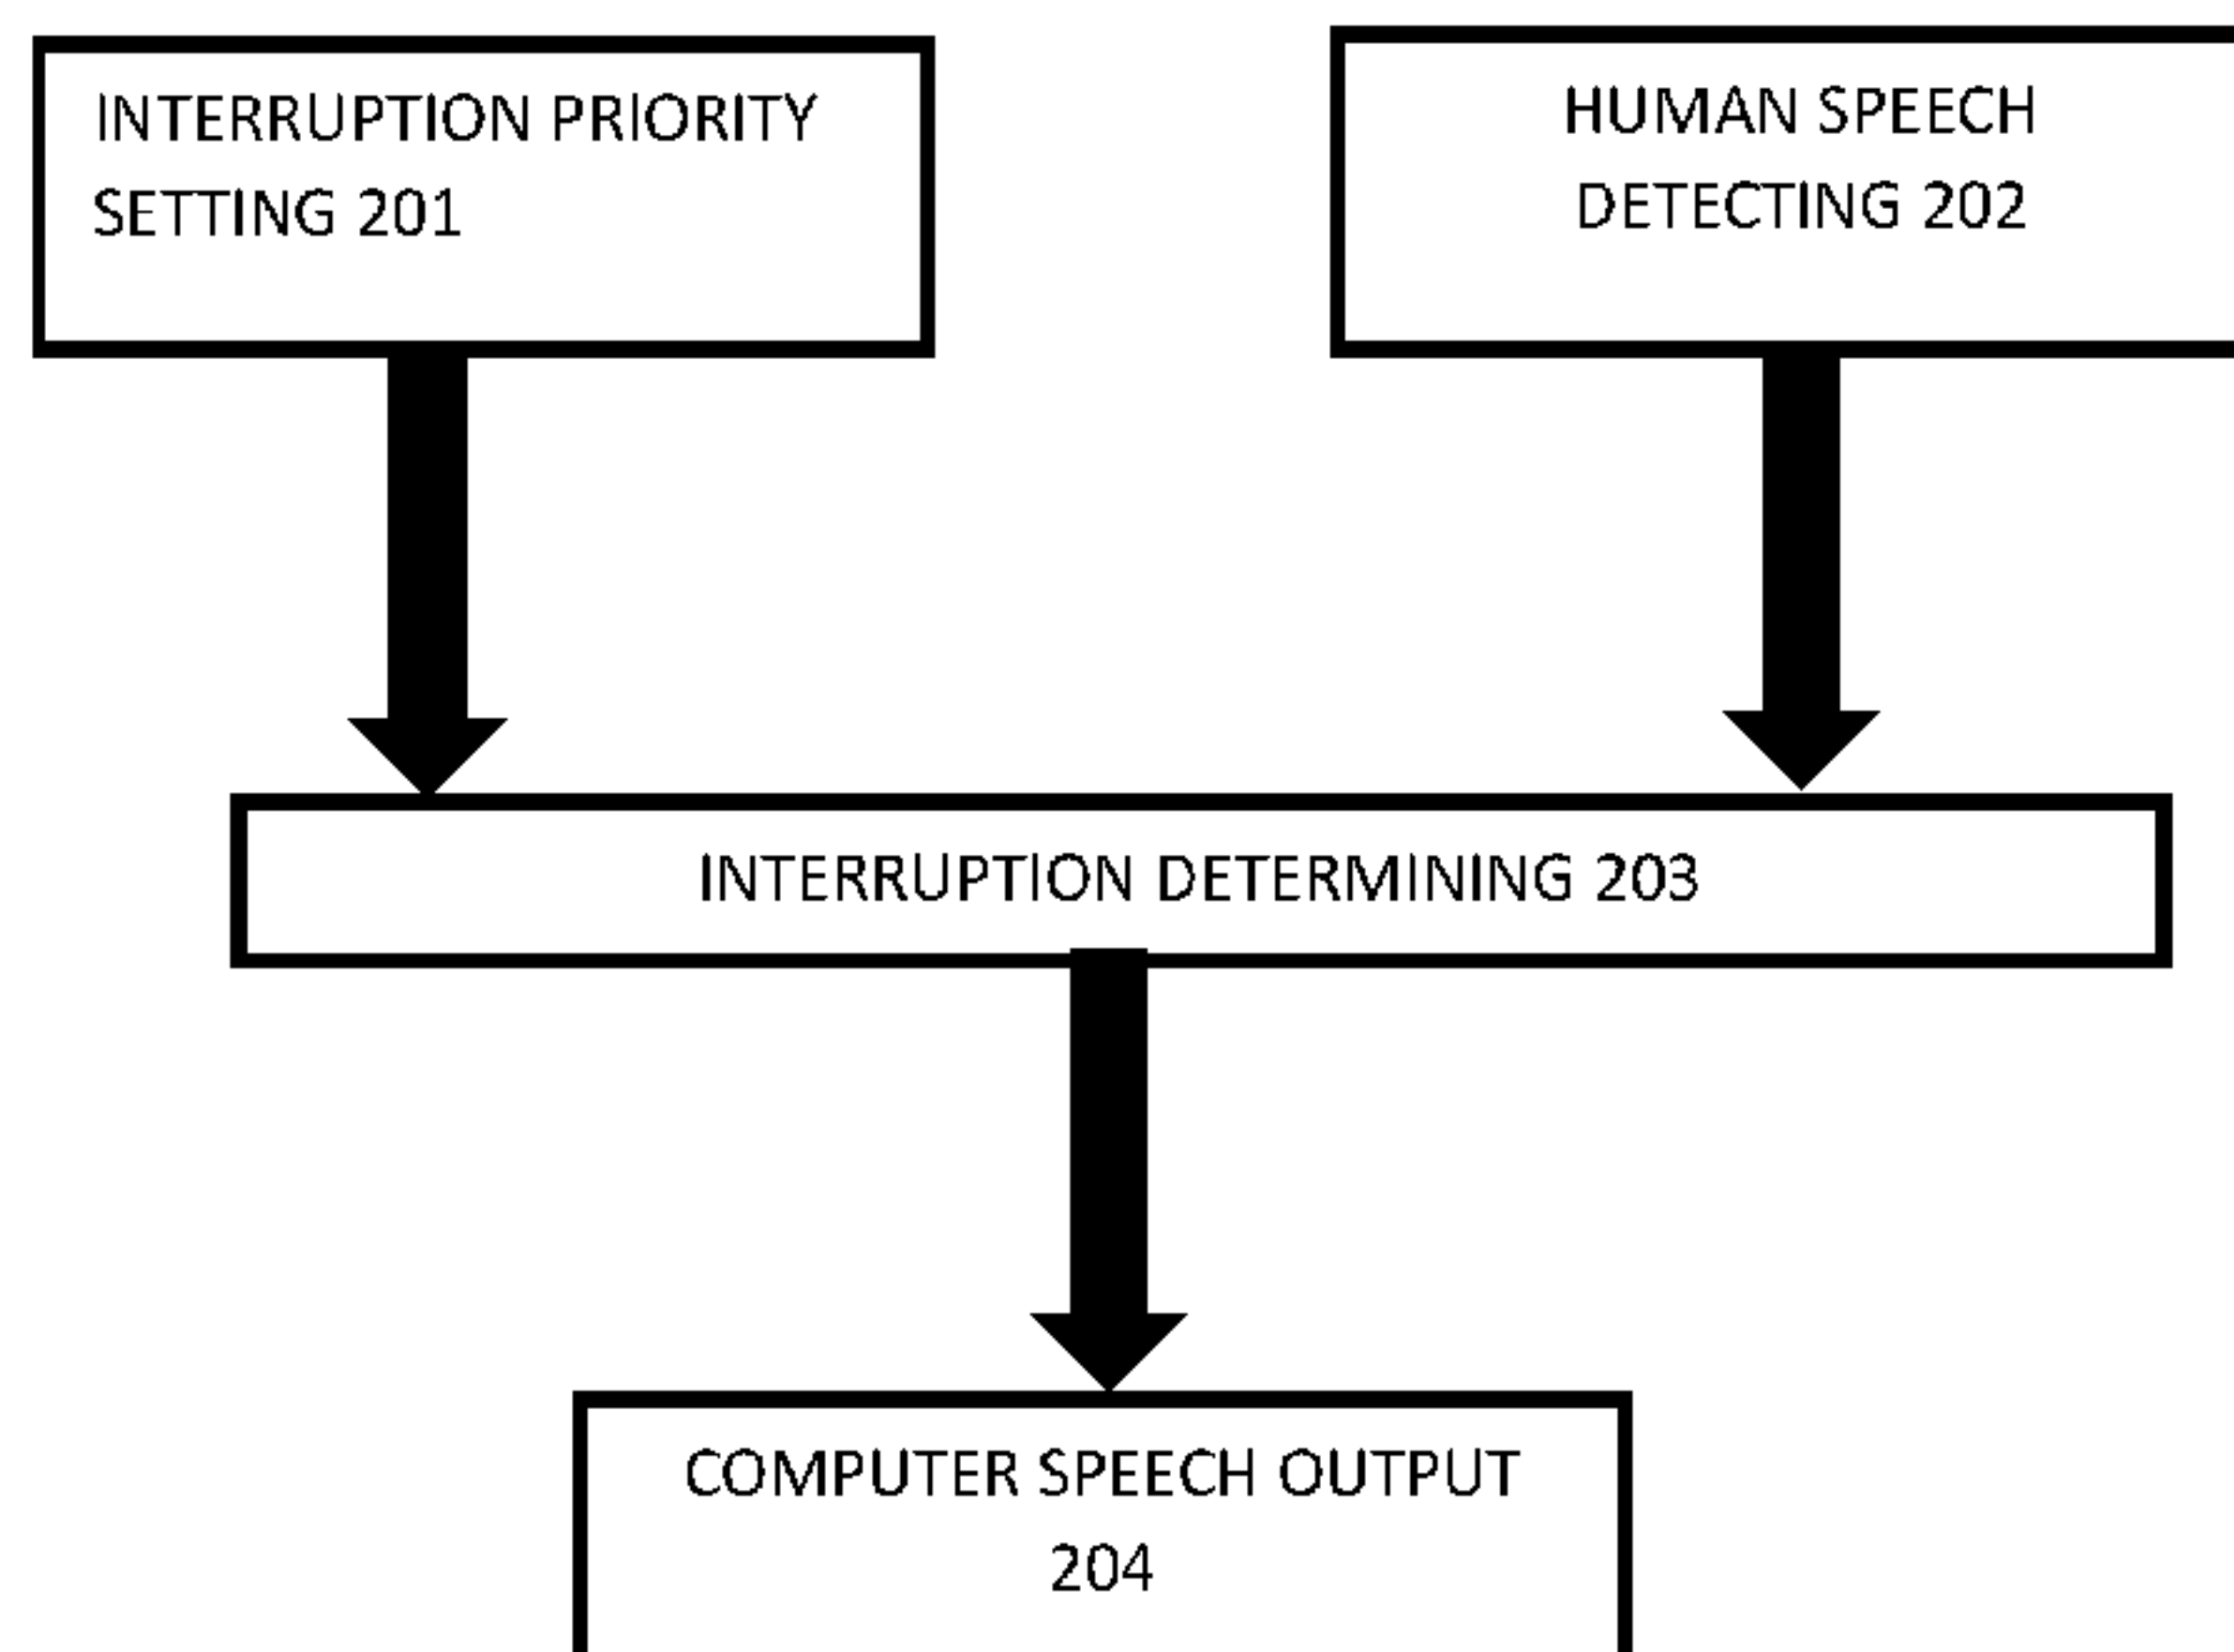 INTERRUPTION PRIORITY
SETTING 201
HUMAN SPEECH
DETECTING 202
INTERRUPTION DETERMINING 203
COMPUTER SPEECH OUTPUT
204